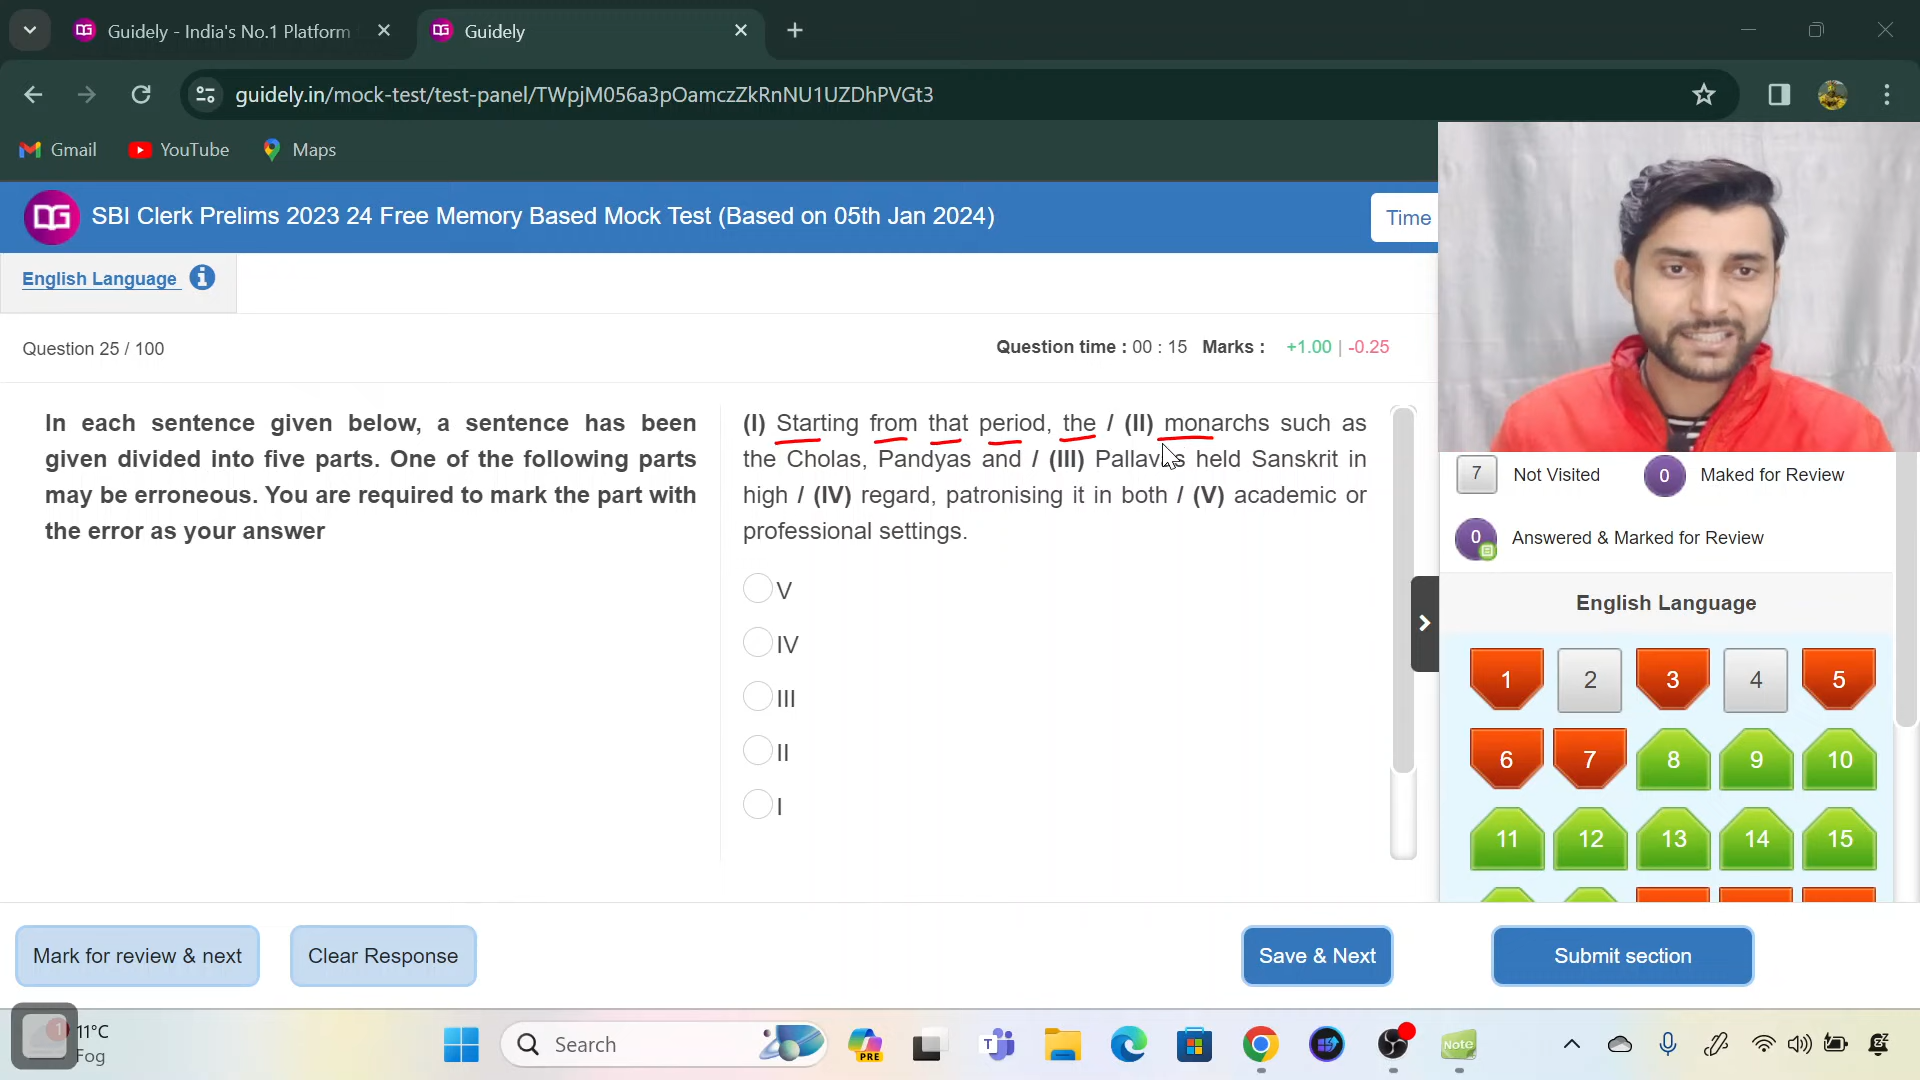 Guidely - India's No.1 Platform
Guidely
guidely.in/mock-test/test-panel/TWpjM056a3pOamczZkRnNU1UZDhPVGt3
Gmail
YouTube
Maps
DG
SBI Clerk Prelims 2023 24 Free Memory Based Mock Test (Based on 05th Jan 2024)
Time
English Language
Question 25 / 100
Question time : 00 : 15 Marks : +1.00 | -0.25
In each sentence given below, a sentence has been
given divided into five parts. One of the following parts
may be erroneous. You are required to mark the part with
the error as your answer
(I) Starting from that period, the / (II) monarchs such as
the Cholas, Pandyas and / (III) Pallavas held Sanskrit in
high / (IV) regard, patronising it in both / (V) academic or
professional settings.
V
IV
III
II
I
7 Not Visited
0 Maked for Review
0 Answered & Marked for Review
English Language
1 2 3 4 5
6 7 8 9 10
11 12 13 14 15
Mark for review & next
Clear Response
Save & Next
Submit section
1
11°C
Fog
Search
PRE
Note